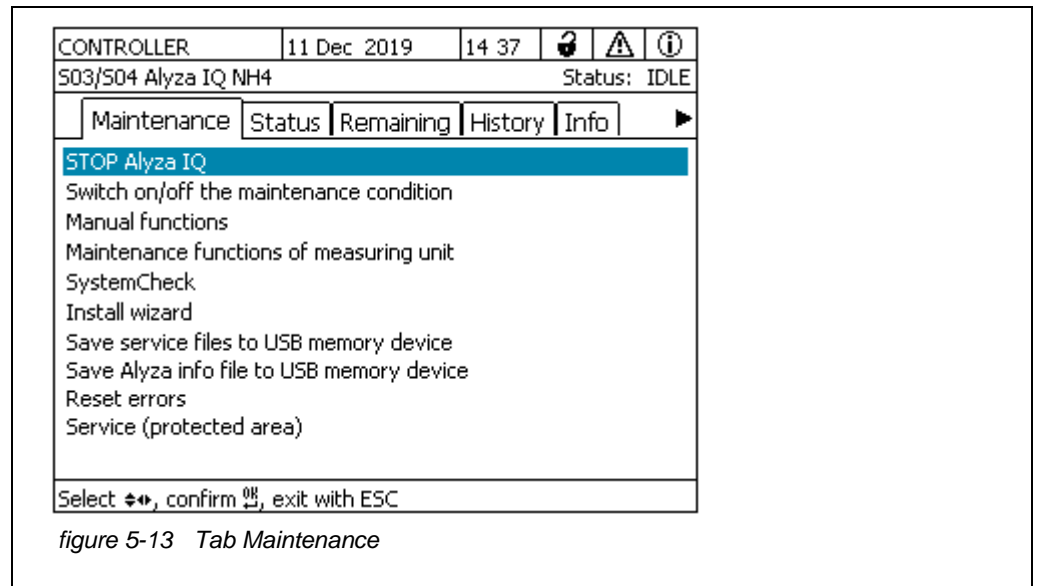 CONTROLLER 11 Dec 2019 14 37
S03/S04 Alyza IQ NH4 Status: IDLE
Maintenance Status Remaining History Info
STOP Alyza IQ
Switch on/off the maintenance condition
Manual functions
Maintenance functions of measuring unit
SystemCheck
Install wizard
Save service files to USB memory device
Save Alyza info file to USB memory device
Reset errors
Service (protected area)
Select , confirm OK, exit with ESC
figure 5-13 Tab Maintenance